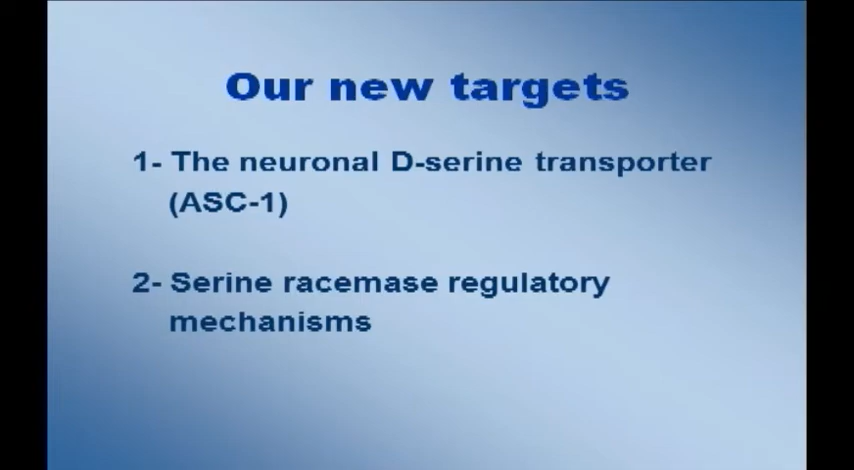 Our new targets
1- The neuronal D-serine transporter
(ASC-1)
2- Serine racemase regulatory
mechanisms